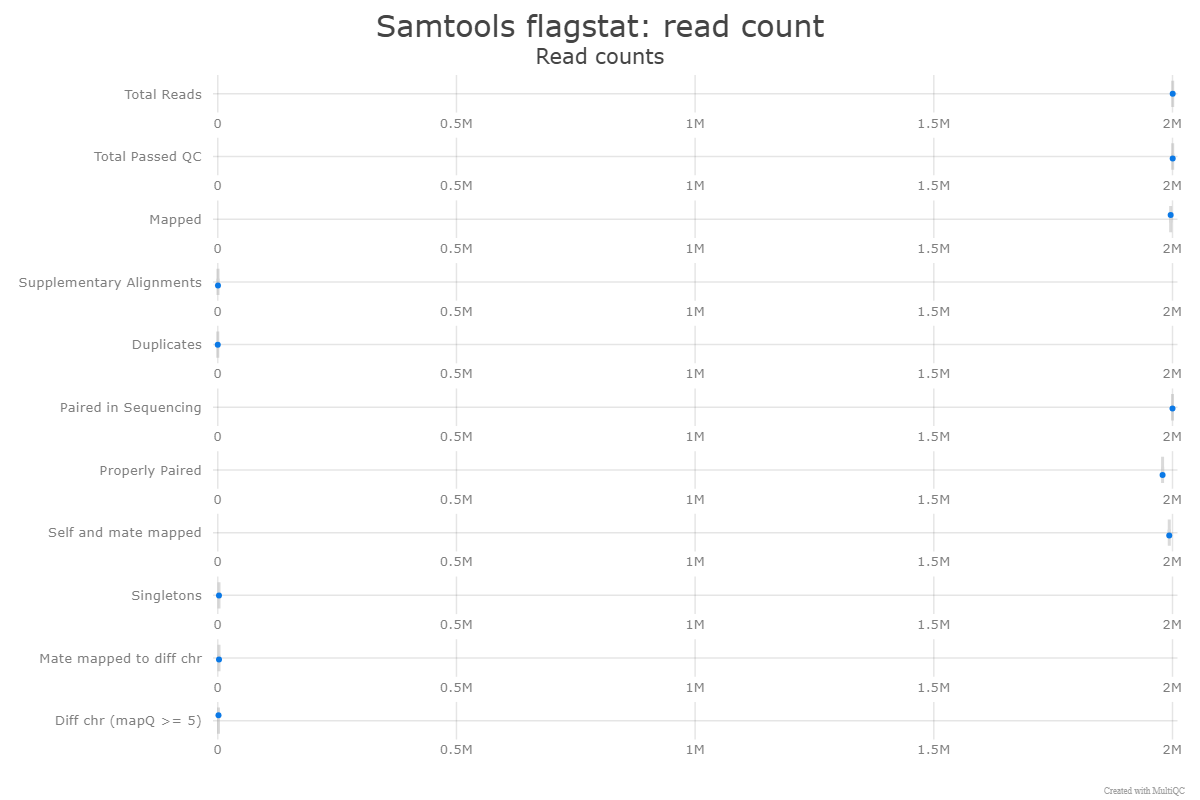 Samtools flagstat: read count
Read counts
Total Reads
0 0.5M 1M 1.5M 2M
Total Passed QC
0 0.5M 1M 1.5M 2M
Mapped
0 0.5M 1M 1.5M 2M
Supplementary Alignments
0 0.5M 1M 1.5M 2M
Duplicates
0 0.5M 1M 1.5M 2M
Paired in Sequencing
0 0.5M 1M 1.5M 2M
Properly Paired
0 0.5M 1M 1.5M 2M
Self and mate mapped
0 0.5M 1M 1.5M 2M
Singletons
0 0.5M 1M 1.5M 2M
Mate mapped to diff chr
0 0.5M 1M 1.5M 2M
Diff chr (mapQ >= 5)
0 0.5M 1M 1.5M 2M
Created with MultiQC